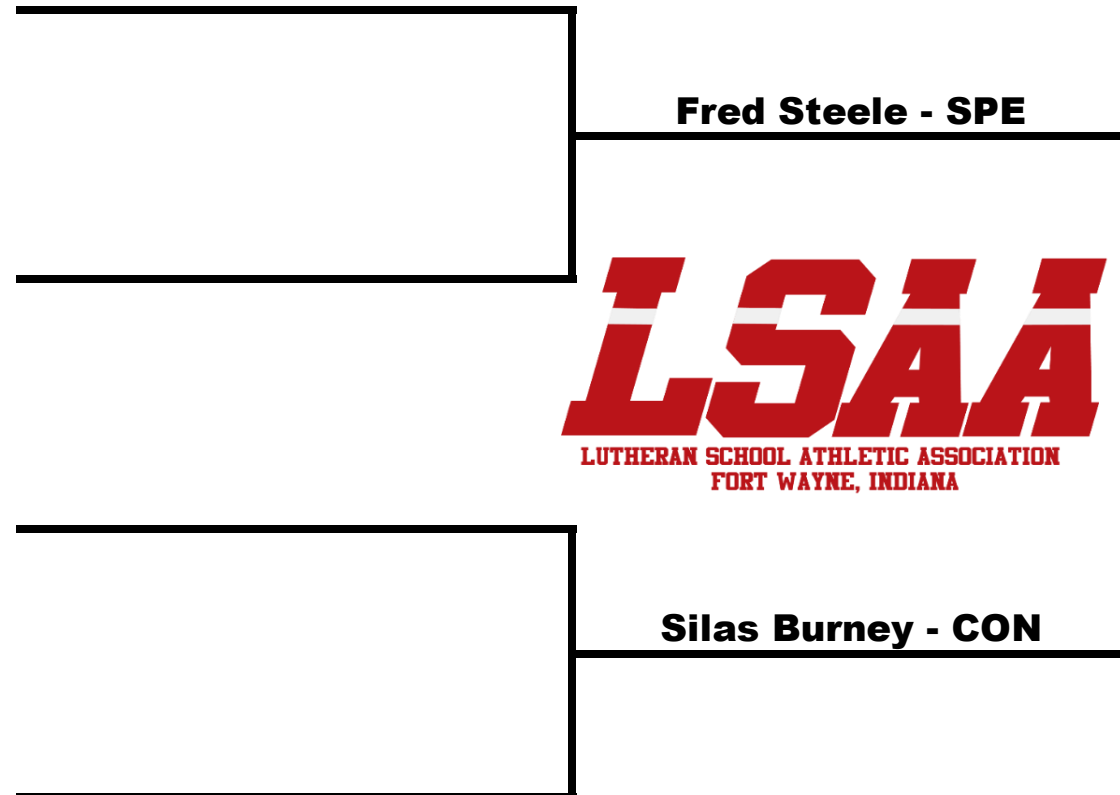 Fred Steele - SPE
LSAA
LUTHERAN SCHOOL ATHLETIC ASSOCIATION
FORT WAYNE, INDIANA
Silas Burney - CON